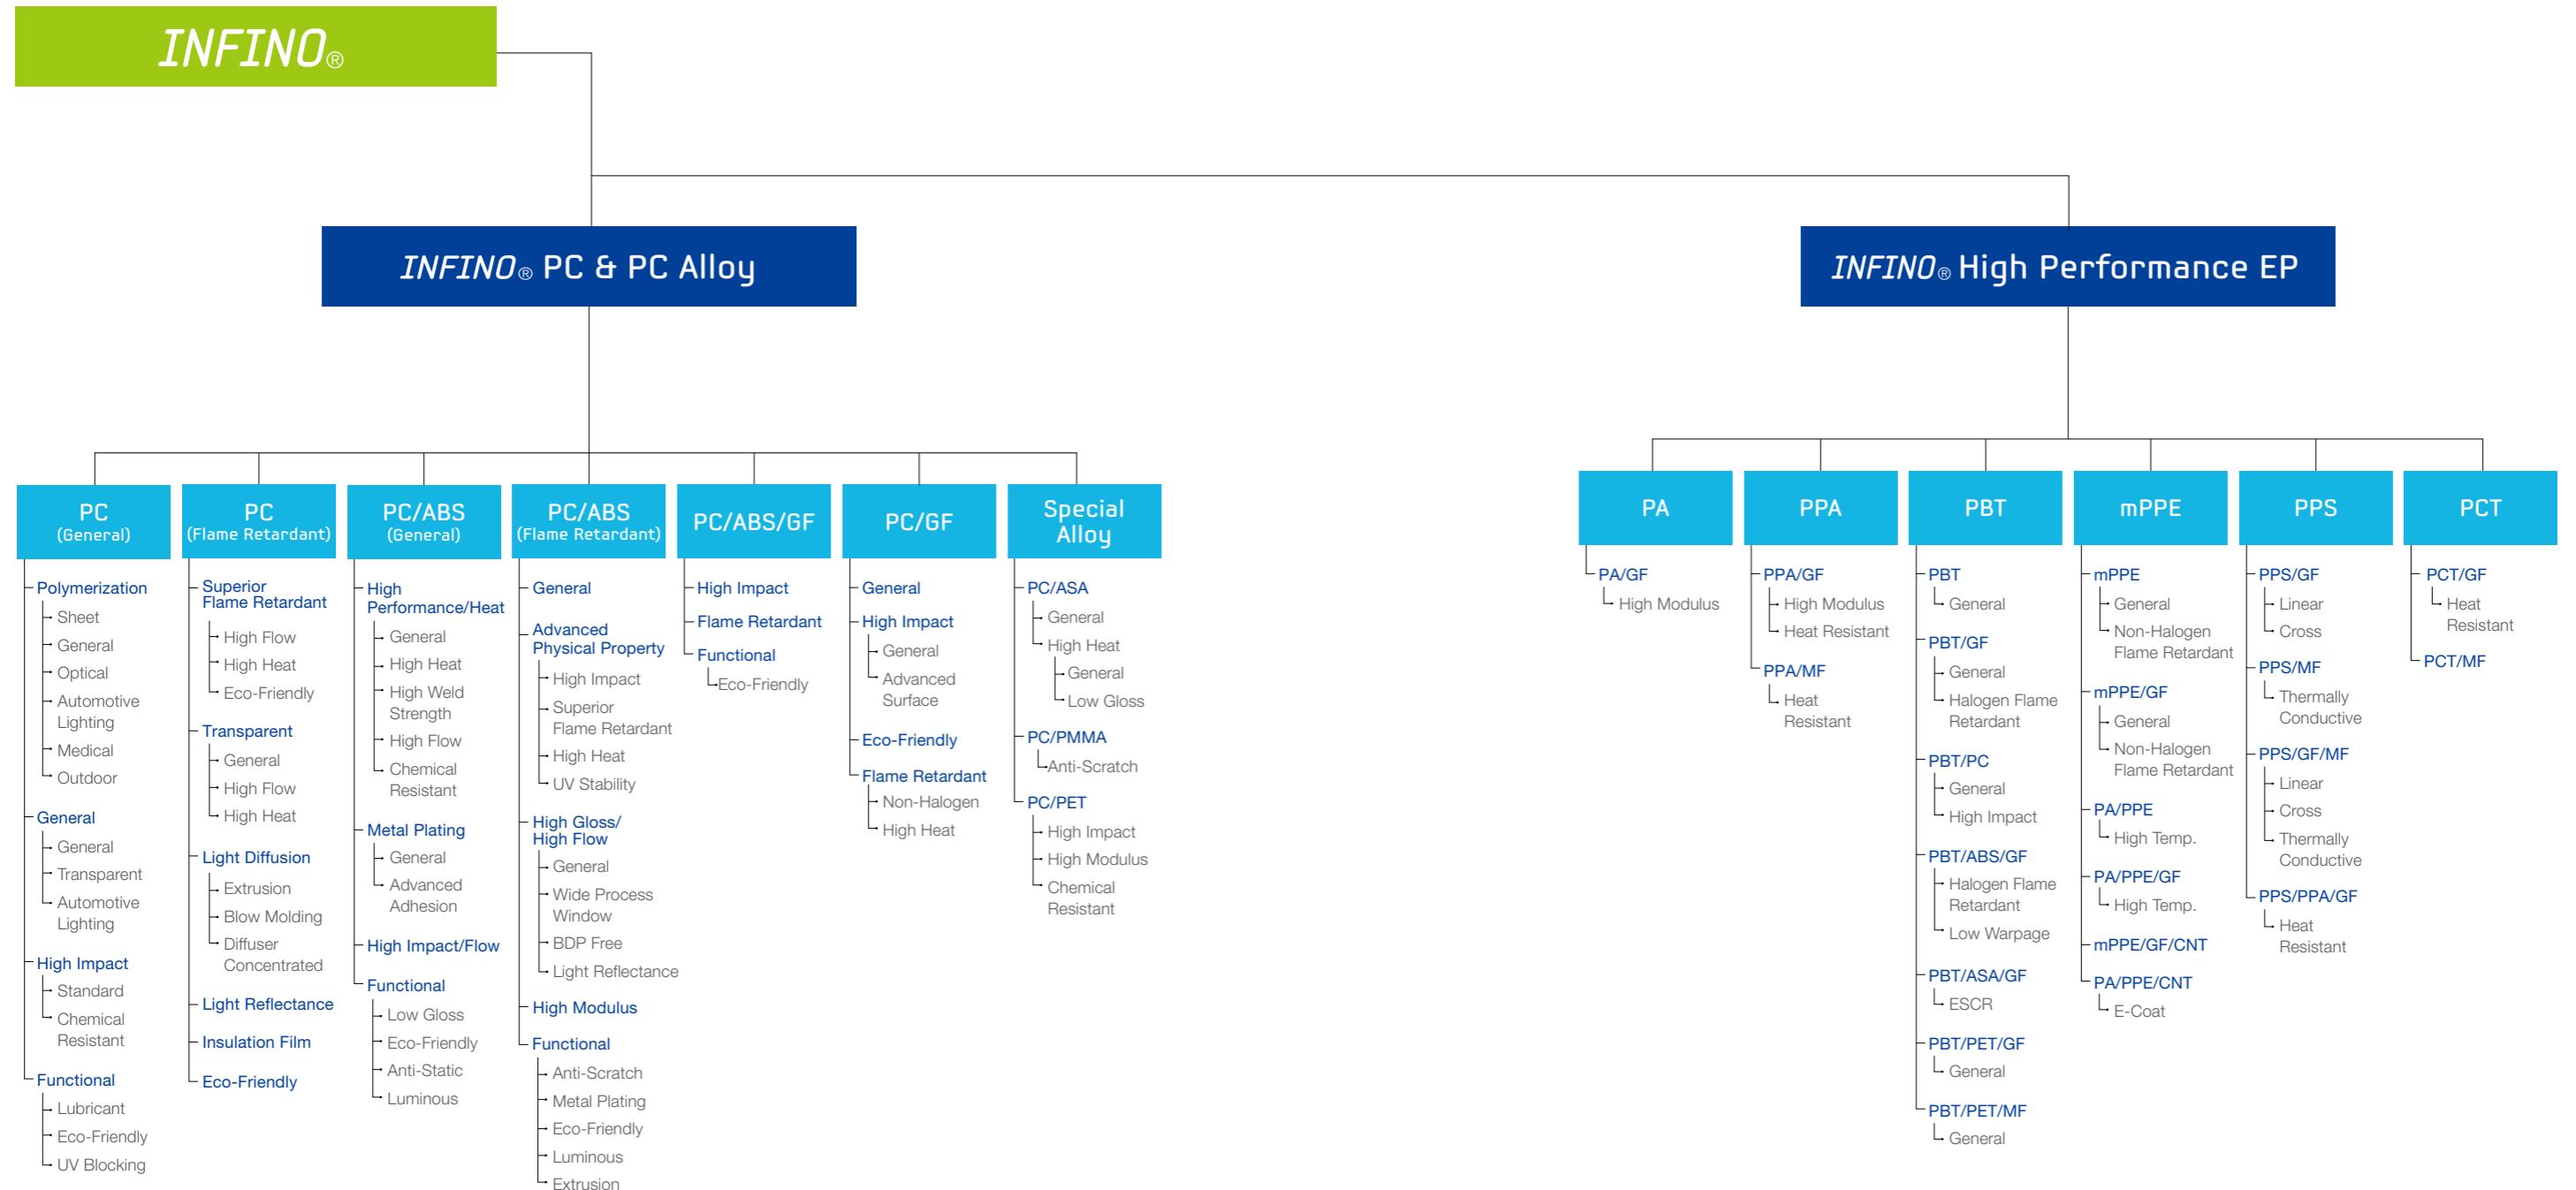 INFINO®
INFINO® PC & PC Alloy
INFINO® High Performance EP
PC
(General)
Polymerization
Sheet
General
Optical
Automotive
Lighting
Medical
Outdoor
General
General
Transparent
Automotive
Lighting
High Impact
Standard
Chemical
Resistant
Functional
Lubricant
Eco-Friendly
UV Blocking
PC
(Flame Retardant)
Superior
Flame Retardant
High Flow
High Heat
Eco-Friendly
Transparent
General
High Flow
High Heat
Light Diffusion
Extrusion
Blow Molding
Diffuser
Concentrated
Light Reflectance
Insulation Film
Eco-Friendly
PC/ABS
(General)
High
Performance/Heat
General
High Heat
High Weld
Strength
High Flow
Chemical
Resistant
Metal Plating
General
Advanced
Adhesion
High Impact/Flow
Functional
Low Gloss
Eco-Friendly
Anti-Static
Luminous
PC/ABS
(Flame Retardant)
General
Advanced
Physical Property
High Impact
Superior
Flame Retardant
High Heat
UV Stability
High Gloss/
High Flow
General
Wide Process
Window
BDP Free
Light Reflectance
High Modulus
Functional
Anti-Scratch
Metal Plating
Eco-Friendly
Luminous
Extrusion
PC/ABS/GF
High Impact
Flame Retardant
Functional
Eco-Friendly
PC/GF
General
High Impact
General
Advanced
Surface
Eco-Friendly
Flame Retardant
Non-Halogen
High Heat
Special
Alloy
PC/ASA
General
High Heat
General
Low Gloss
PC/PMMA
Anti-Scratch
PC/PET
High Impact
High Modulus
Chemical
Resistant
PA
PA/GF
High Modulus
PPA
PPA/GF
High Modulus
Heat Resistant
PPA/MF
Heat
Resistant
PBT
PBT
General
PBT/GF
General
Halogen Flame
Retardant
PBT/PC
General
High Impact
PBT/ABS/GF
Halogen Flame
Retardant
Low Warpage
PBT/ASA/GF
ESCR
PBT/PET/GF
General
PBT/PET/MF
General
mPPE
mPPE
General
Non-Halogen
Flame Retardant
mPPE/GF
General
Non-Halogen
Flame Retardant
PA/PPE
High Temp.
PA/PPE/GF
High Temp.
mPPE/GF/CNT
PA/PPE/CNT
E-Coat
PPS
PPS/GF
Linear
Cross
PPS/MF
Thermally
Conductive
PPS/GF/MF
Linear
Cross
Thermally
Conductive
PPS/PPA/GF
Heat
Resistant
PCT
PCT/GF
Heat
Resistant
PCT/MF